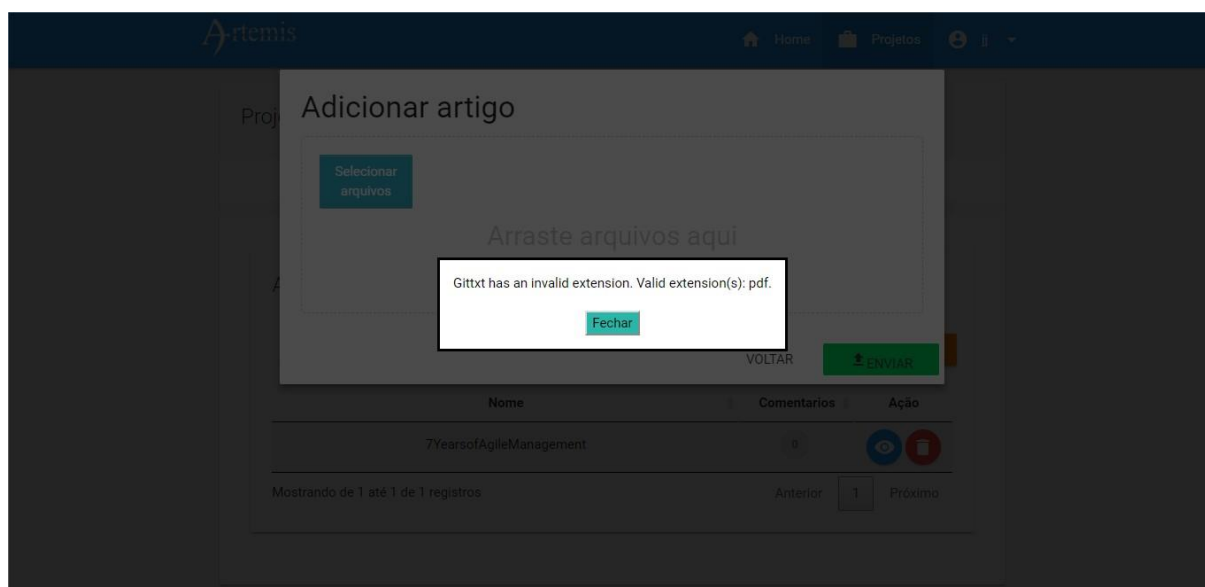 Artemis
Home Projetos jj
Proj
Adicionar artigo
Selecionar
arquivos
Arraste arquivos aqui
A
Gittxt has an invalid extension. Valid extension(s): pdf.
Fechar
VOLTAR ENVIAR
Nome Comentarios Ação
7YearsofAgileManagement 0
Mostrando de 1 até 1 de 1 registros Anterior 1 Próximo